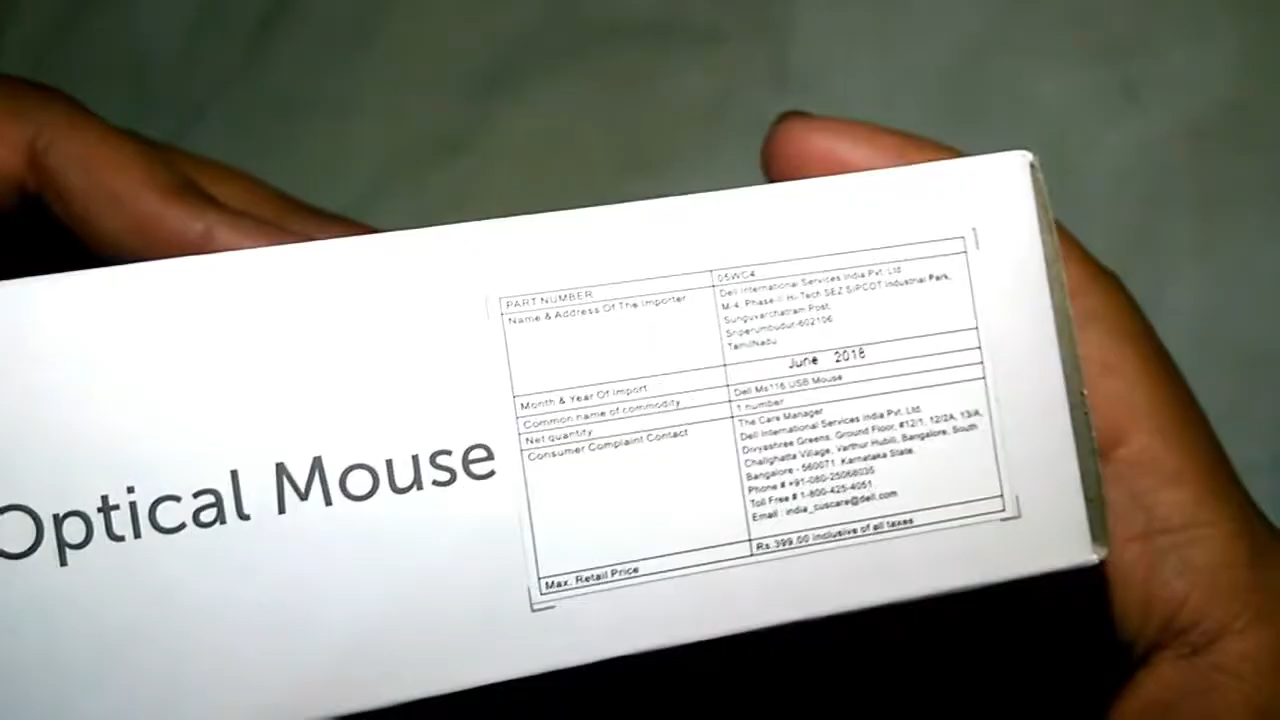 Optical Mouse
PART NUMBER 05WC4
Name & Address Of The Importer Dell International Services India Pvt. Ltd
M-4, Phase-II Hi-Tech SEZ SIPCOT Industrial Park,
Sunguvarchatram Post,
Sriperumbudur-602106
TamilNadu
Month & Year Of Import June 2018
Common name of commodity Dell Ms116 USB Mouse
Net quantity 1 number
Consumer Complaint Contact The Care Manager
Dell International Services India Pvt. Ltd.
Divyashree Greens, Ground Floor, #12/1, 12/2A, 13/A,
Challghatta Village, Varthur Hubli, Bangalore, South
Bangalore - 560071, Karnataka State.
Phone # +91-080-25068035
Toll Free # 1-800-425-4051
Email : india_cuscare@dell.com
Max. Retail Price Rs.399.00 inclusive of all taxes